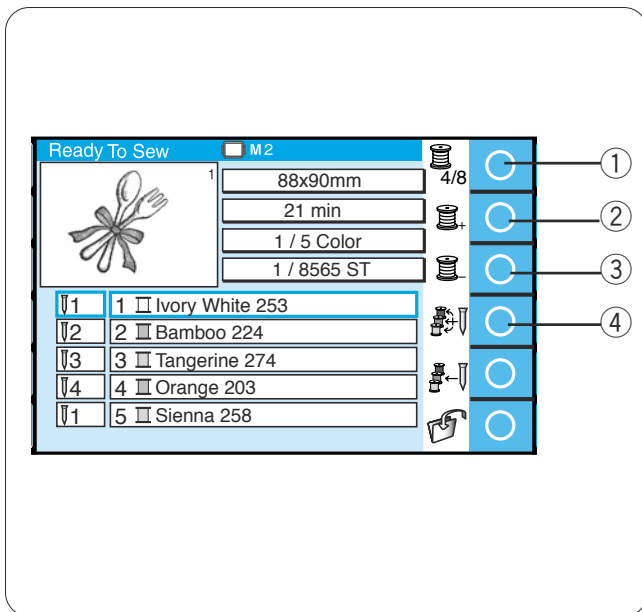 Ready To Sew M2
1
88x90mm
21 min
1 / 5 Color
1 / 8565 ST
4/8
+
−
1 1 Ivory White 253
2 2 Bamboo 224
3 3 Tangerine 274
4 4 Orange 203
1 5 Sienna 258
①
②
③
④